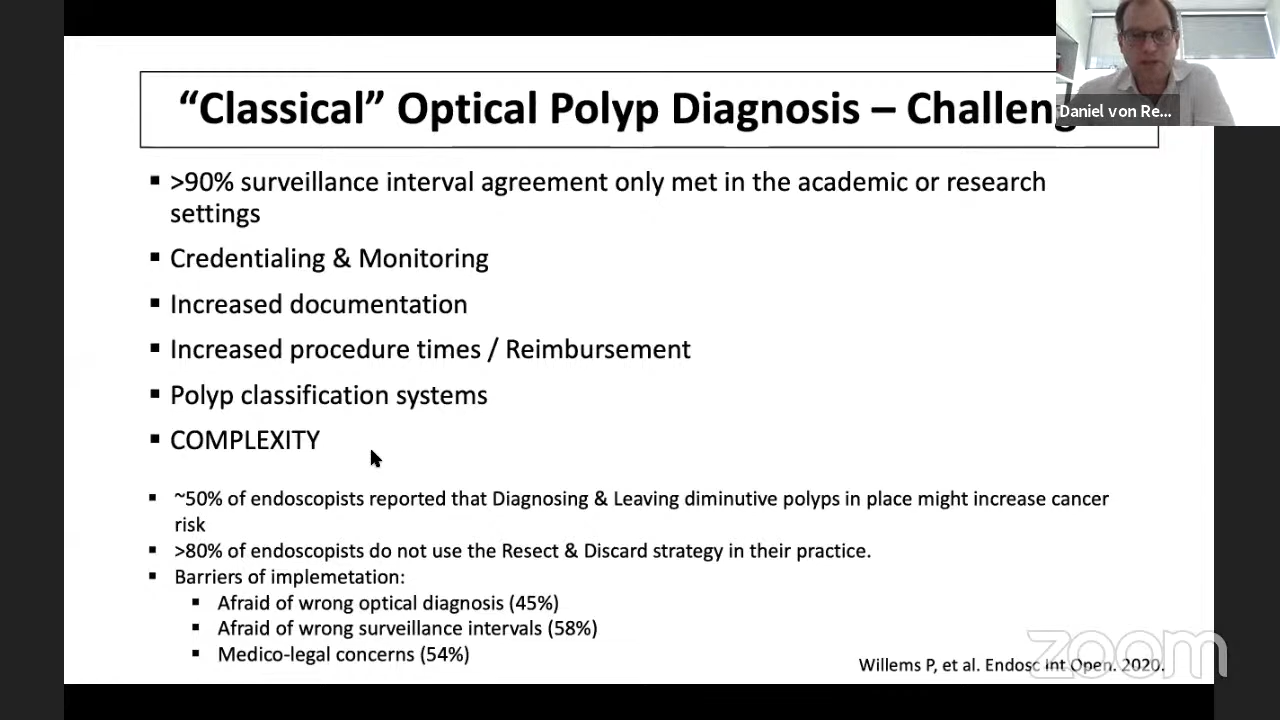 “Classical” Optical Polyp Diagnosis – Challeng
Daniel von Re...
▪ >90% surveillance interval agreement only met in the academic or research
settings
▪ Credentialing & Monitoring
▪ Increased documentation
▪ Increased procedure times / Reimbursement
▪ Polyp classification systems
▪ COMPLEXITY
▪ ~50% of endoscopists reported that Diagnosing & Leaving diminutive polyps in place might increase cancer
risk
▪ >80% of endoscopists do not use the Resect & Discard strategy in their practice.
▪ Barriers of implemetation:
▪ Afraid of wrong optical diagnosis (45%)
▪ Afraid of wrong surveillance intervals (58%)
▪ Medico-legal concerns (54%)
Willems P, et al. Endosc Int Open. 2020.
zoom